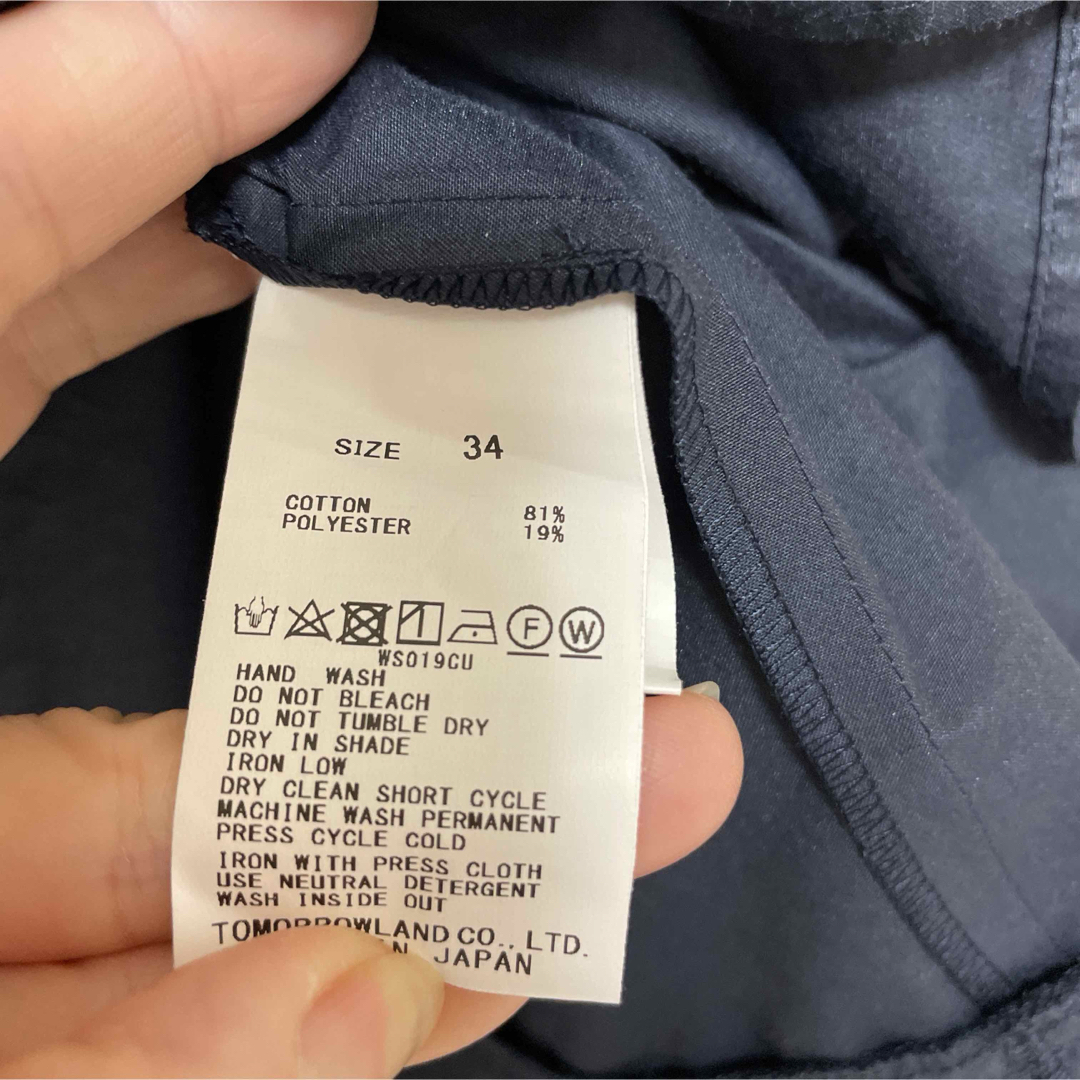 SIZE 34
COTTON 81%
POLYESTER 19%
F W
WS019CU
HAND WASH
DO NOT BLEACH
DO NOT TUMBLE DRY
DRY IN SHADE
IRON LOW
DRY CLEAN SHORT CYCLE
MACHINE WASH PERMANENT
PRESS CYCLE COLD
IRON WITH PRESS CLOTH
USE NEUTRAL DETERGENT
WASH INSIDE OUT
TOMORROWLAND CO., LTD.
JAPAN